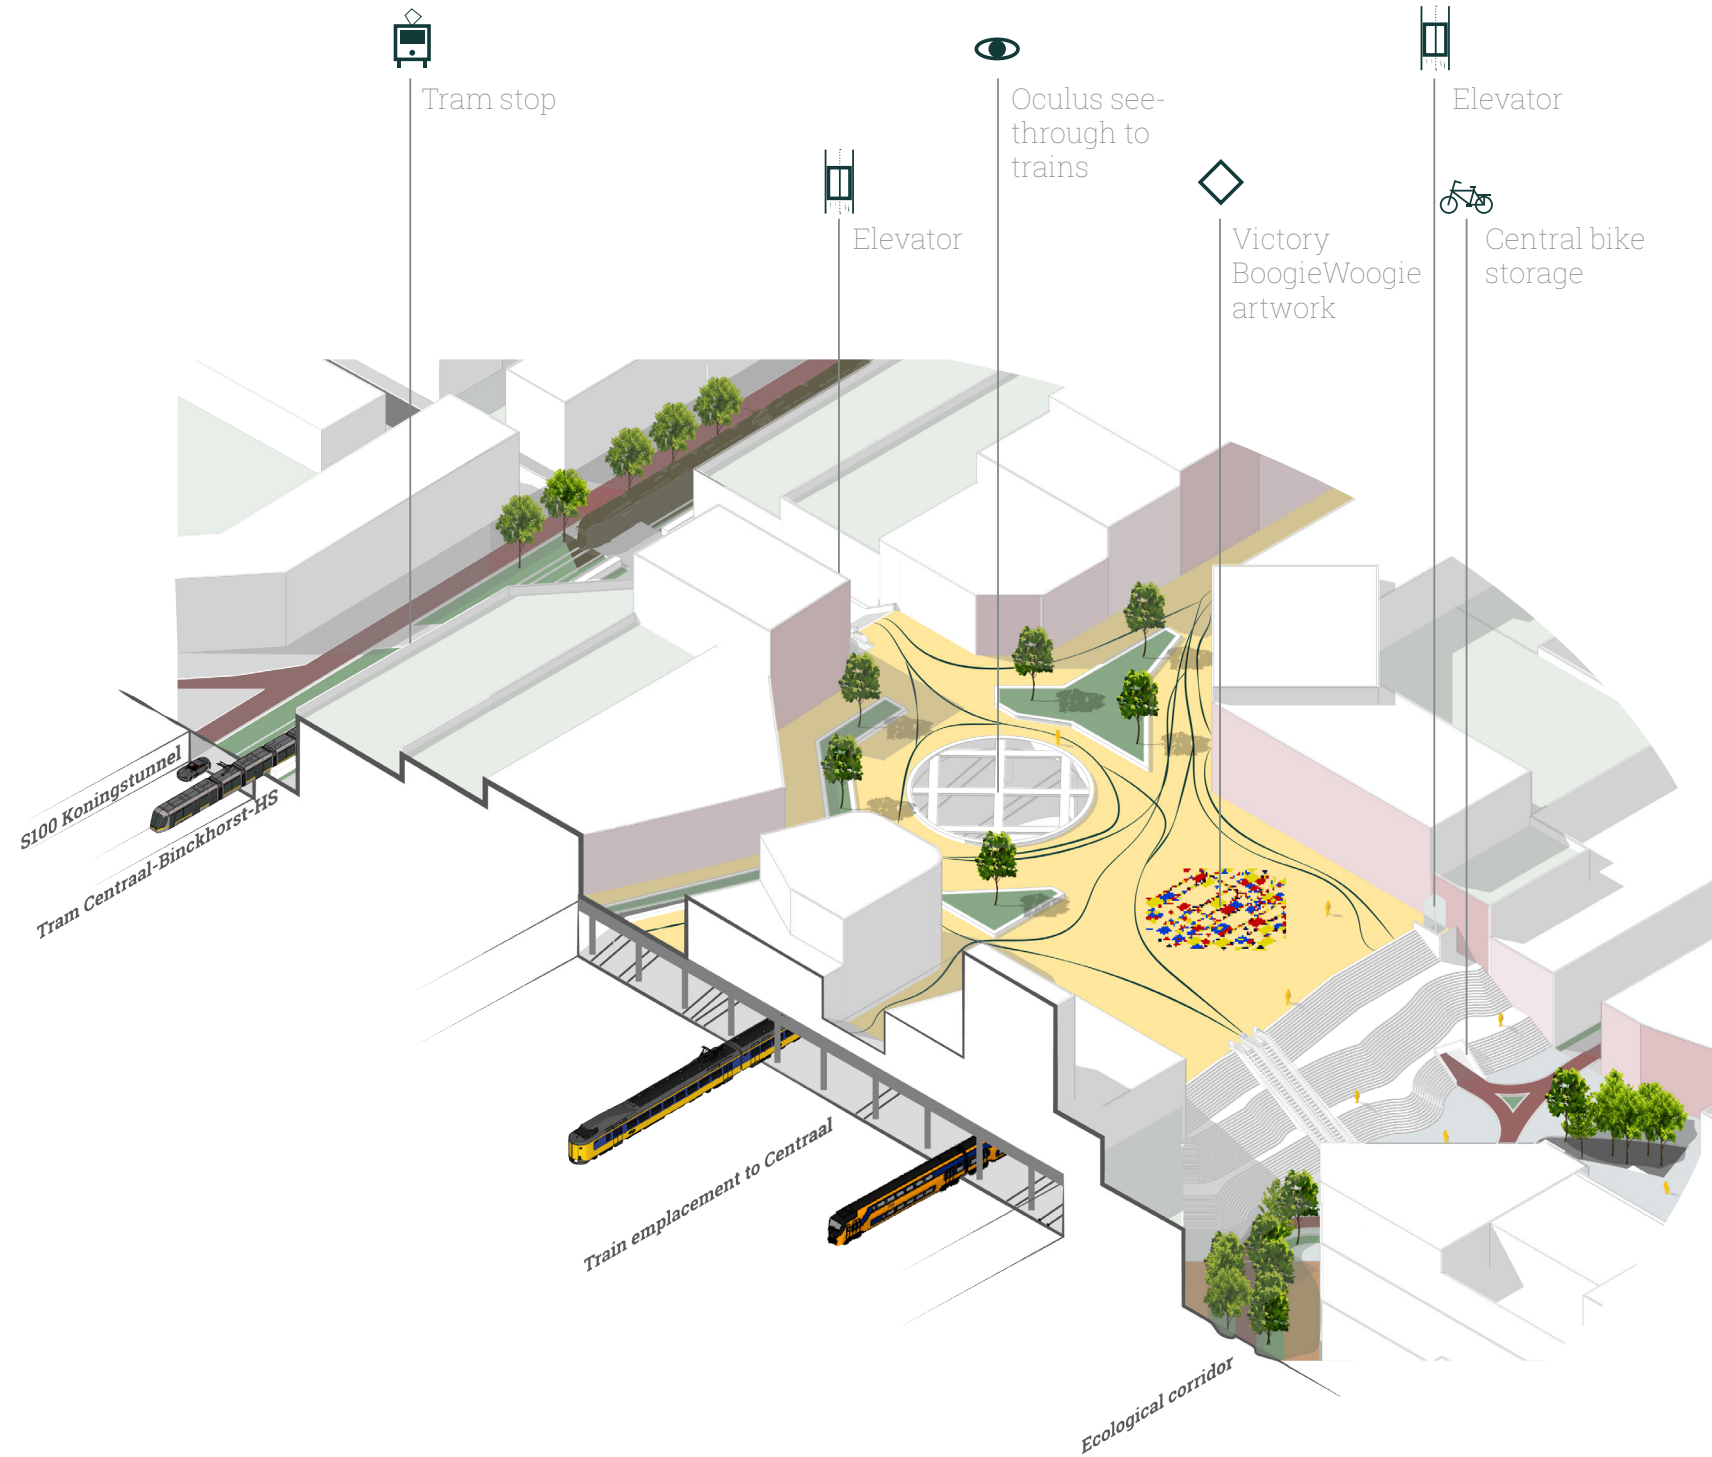 Tram stop
Oculus see-
through to
trains
Elevator
Elevator
Victory
BoogieWoogie
artwork
Central bike
storage
S100 Koningstunnel
Tram Centraal-Binckhorst-HS
Train emplacement to Centraal
Ecological corridor